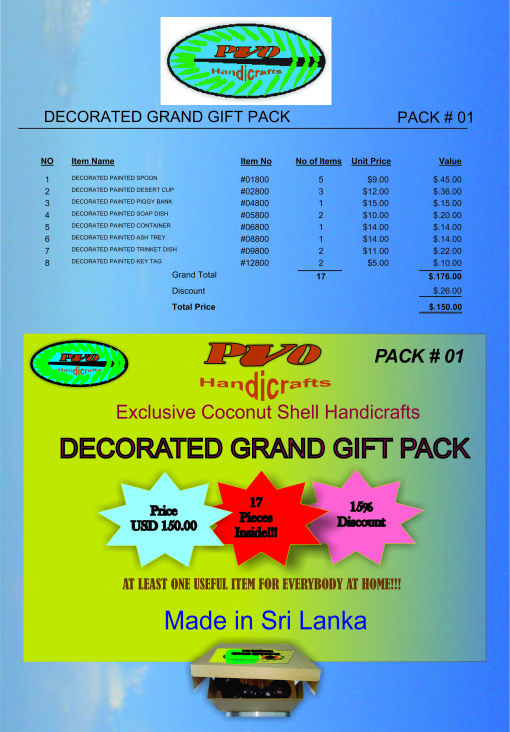 PVO
Handicrafts
DECORATED GRAND GIFT PACK PACK # 01
NO Item Name Item No No of Items Unit Price Value
1 DECORATED PAINTED SPOON #01800 5 $9.00 $.45.00
2 DECORATED PAINTED DESERT CUP #02800 3 $12.00 $.36.00
3 DECORATED PAINTED PIGGY BANK #04800 1 $15.00 $.15.00
4 DECORATED PAINTED SOAP DISH #05800 2 $10.00 $.20.00
5 DECORATED PAINTED CONTAINER #06800 1 $14.00 $.14.00
6 DECORATED PAINTED ASH TREY #08800 1 $14.00 $.14.00
7 DECORATED PAINTED TRINKET DISH #09800 2 $11.00 $.22.00
8 DECORATED PAINTED KEY TAG #12800 2 $5.00 $.10.00
Grand Total 17 $.176.00
Discount $.26.00
Total Price $.150.00
PVO
Handicrafts
PVO
Handicrafts
PACK # 01
Exclusive Coconut Shell Handicrafts
DECORATED GRAND GIFT PACK
Price
USD 150.00
17
Pieces
Inside!!!
15%
Discount
AT LEAST ONE USEFUL ITEM FOR EVERYBODY AT HOME!!!
Made in Sri Lanka